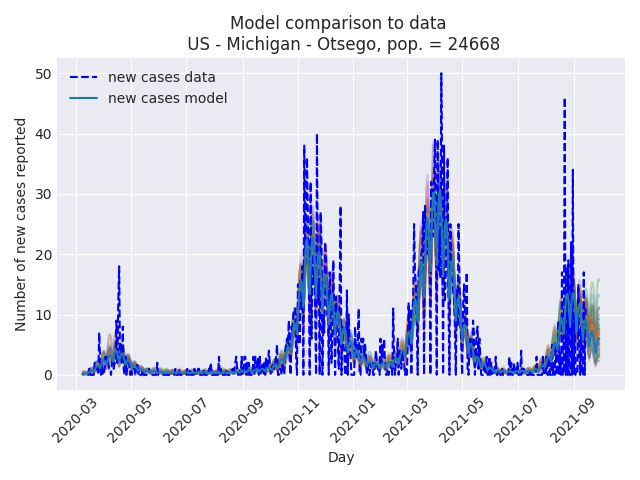 Model comparison to data
US - Michigan - Otsego, pop. = 24668
new cases data
new cases model
Number of new cases reported
50
40
30
20
10
0
2020-03
2020-05
2020-07
2020-09
2020-11
2021-01
2021-03
2021-05
2021-07
2021-09
Day